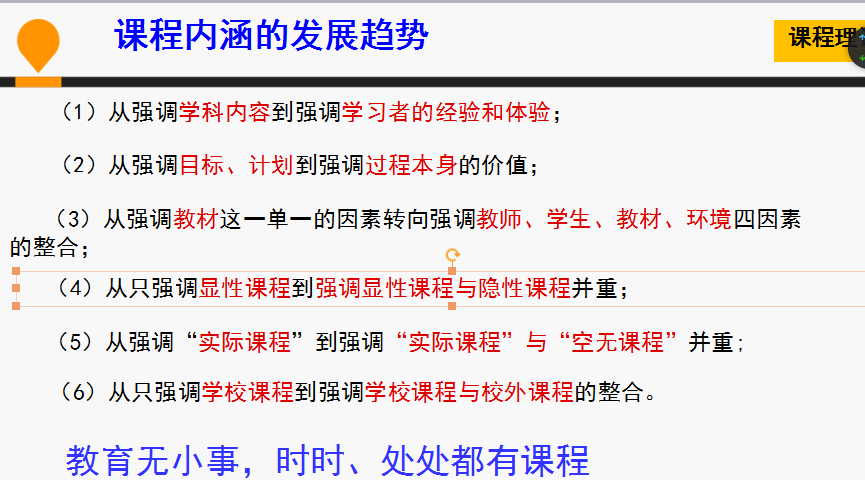 课程内涵的发展趋势
课程理
（1）从强调学科内容到强调学习者的经验和体验；
（2）从强调目标、计划到强调过程本身的价值；
（3）从强调教材这一单一的因素转向强调教师、学生、教材、环境四因素
的整合；
（4）从只强调显性课程到强调显性课程与隐性课程并重；
（5）从强调“实际课程”到强调“实际课程”与“空无课程”并重；
（6）从只强调学校课程到强调学校课程与校外课程的整合。
教育无小事，时时、处处都有课程